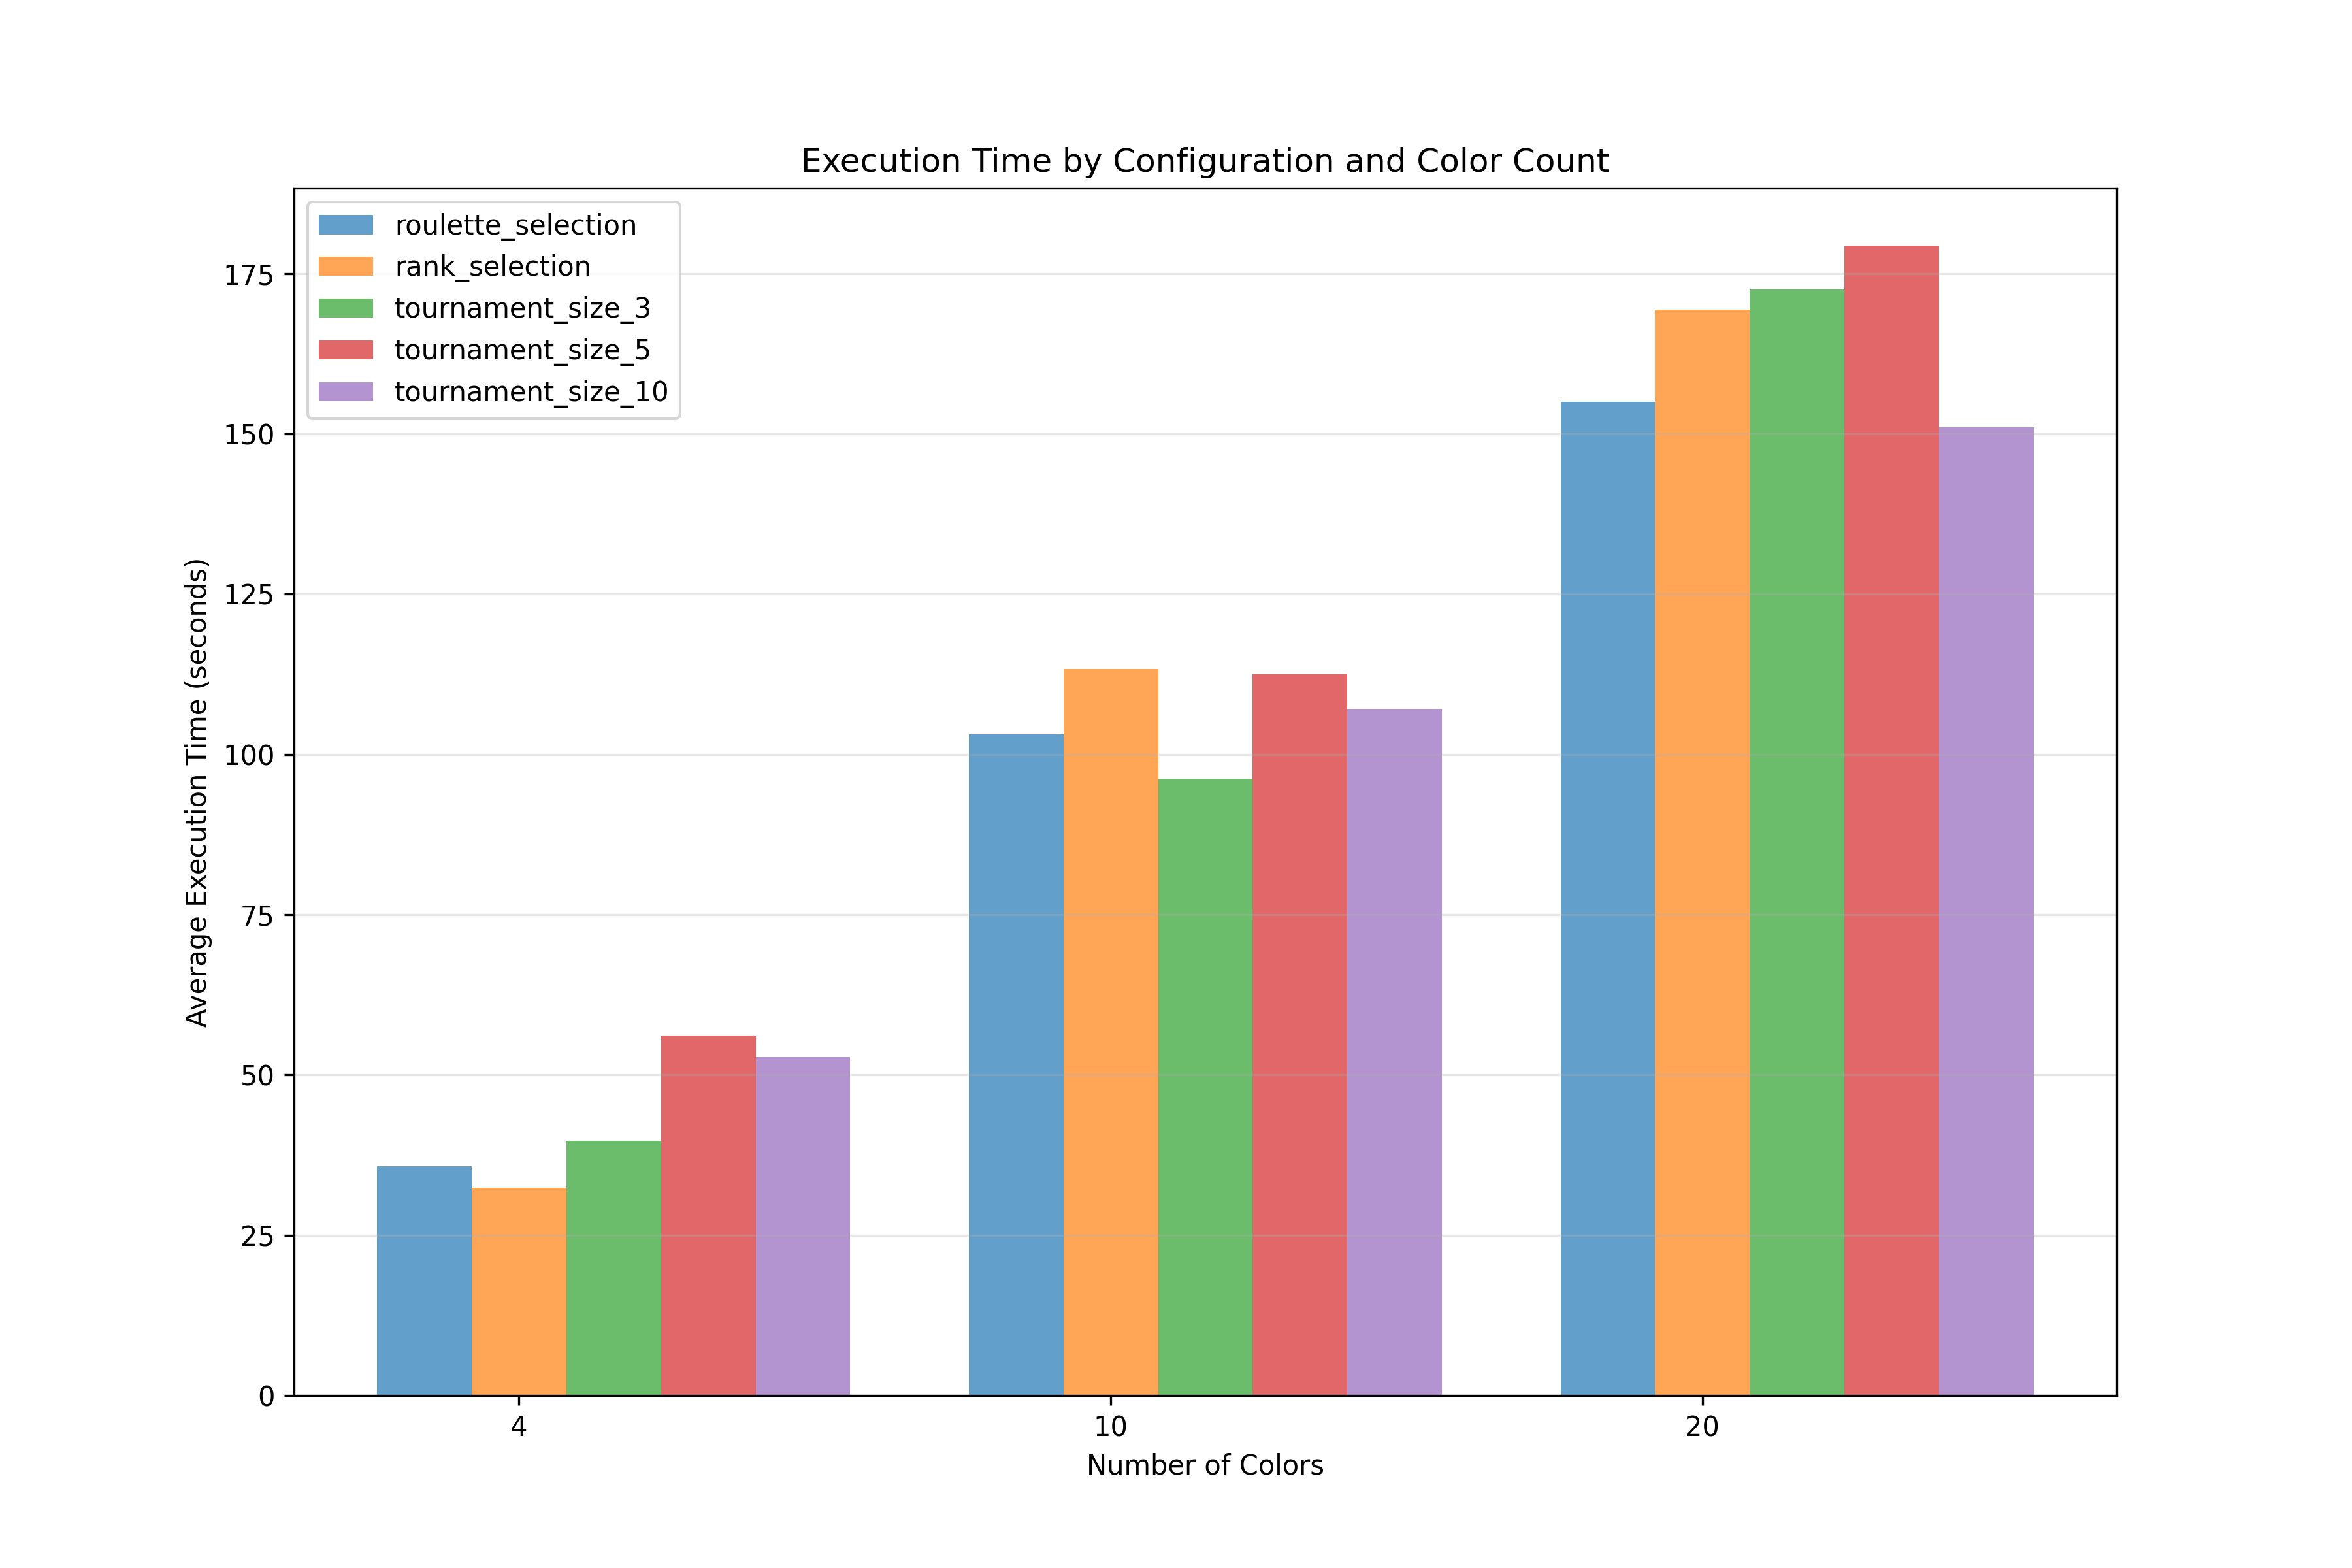 Execution Time by Configuration and Color Count
roulette_selection
rank_selection
tournament_size_3
tournament_size_5
tournament_size_10
Average Execution Time (seconds)
175
150
125
100
75
50
25
0
4 10 20
Number of Colors